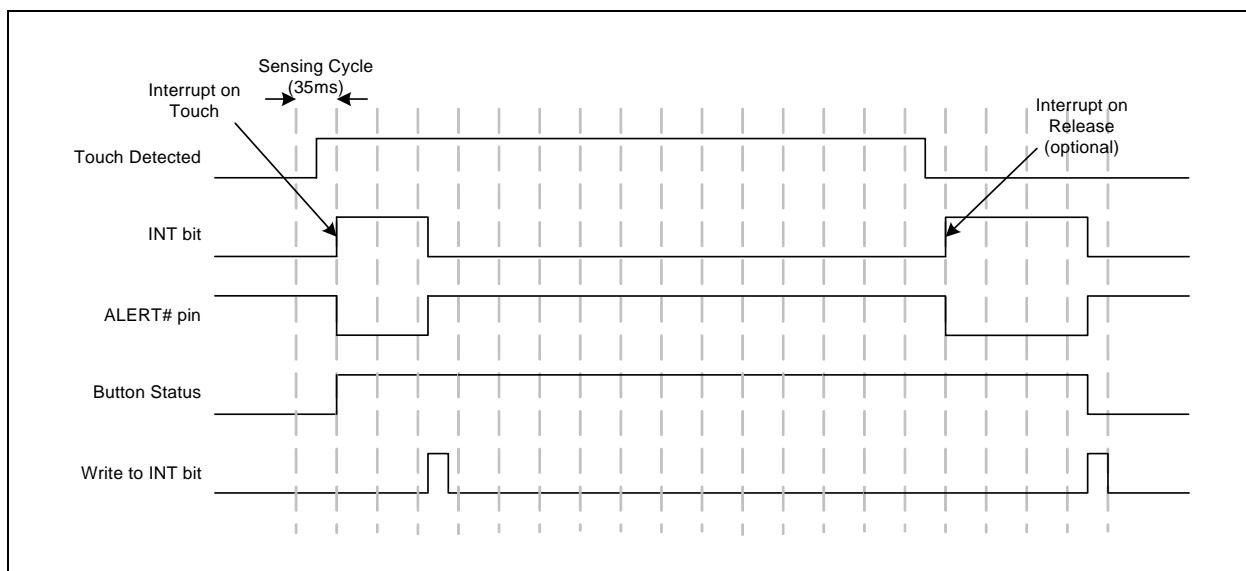 Sensing Cycle
(35ms)
Interrupt on
Touch
Interrupt on
Release
(optional)
Touch Detected
INT bit
ALERT# pin
Button Status
Write to INT bit